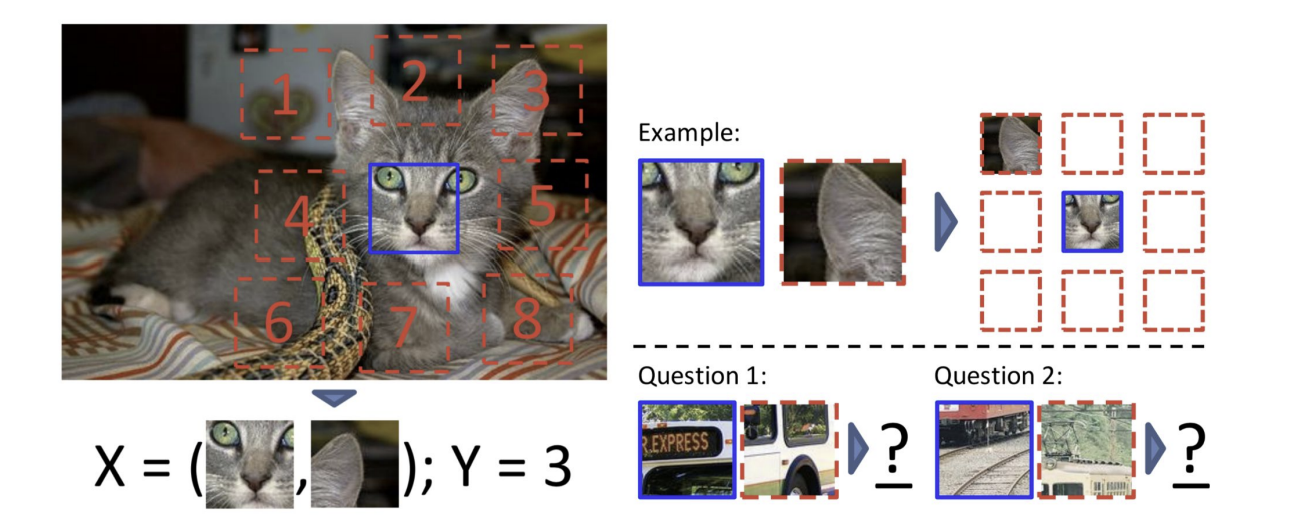 1
2
3
4
5
6
7
8
X = ( , ); Y = 3
Example:
Question 1:
Question 2:
R.EXPRESS
?
?